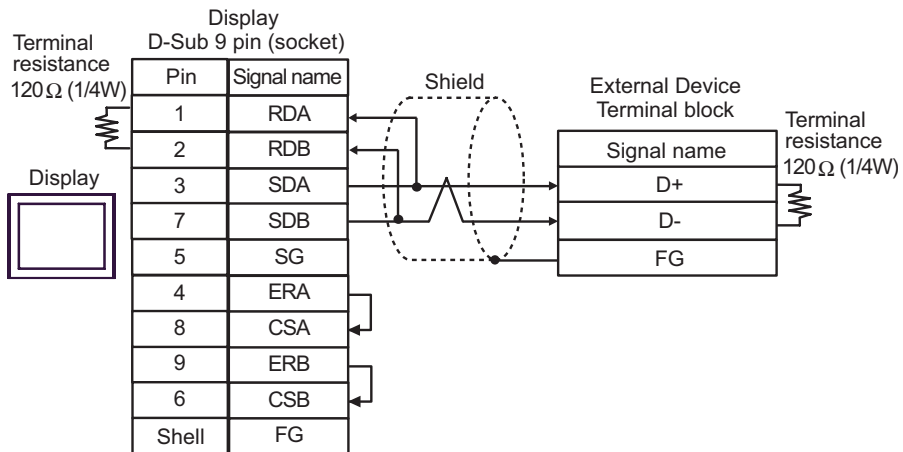 Display
D-Sub 9 pin (socket)
Terminal
resistance
120Ω (1/4W)
Pin Signal name
1 RDA
2 RDB
3 SDA
7 SDB
5 SG
4 ERA
8 CSA
9 ERB
6 CSB
Shell FG
Display
Shield
External Device
Terminal block
Signal name
D+
D-
FG
Terminal
resistance
120Ω (1/4W)